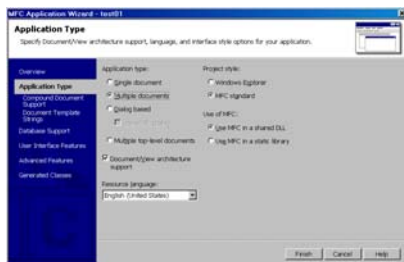 MFC Application Wizard - test01
Application Type
Specify Document/View architecture support, language, and interface style options for your application.
Overview
Application Type
Compound Document Support
Document Template Strings
Database Support
User Interface Features
Advanced Features
Generated Classes
Application type:
Single document
Multiple documents
Dialog based
Multiple top-level documents
Document/View architecture support
Resource language:
English (United States)
Project style:
Windows Explorer
MFC standard
Use of MFC:
Use MFC in a shared DLL
Use MFC in a static library
Finish
Cancel
Help